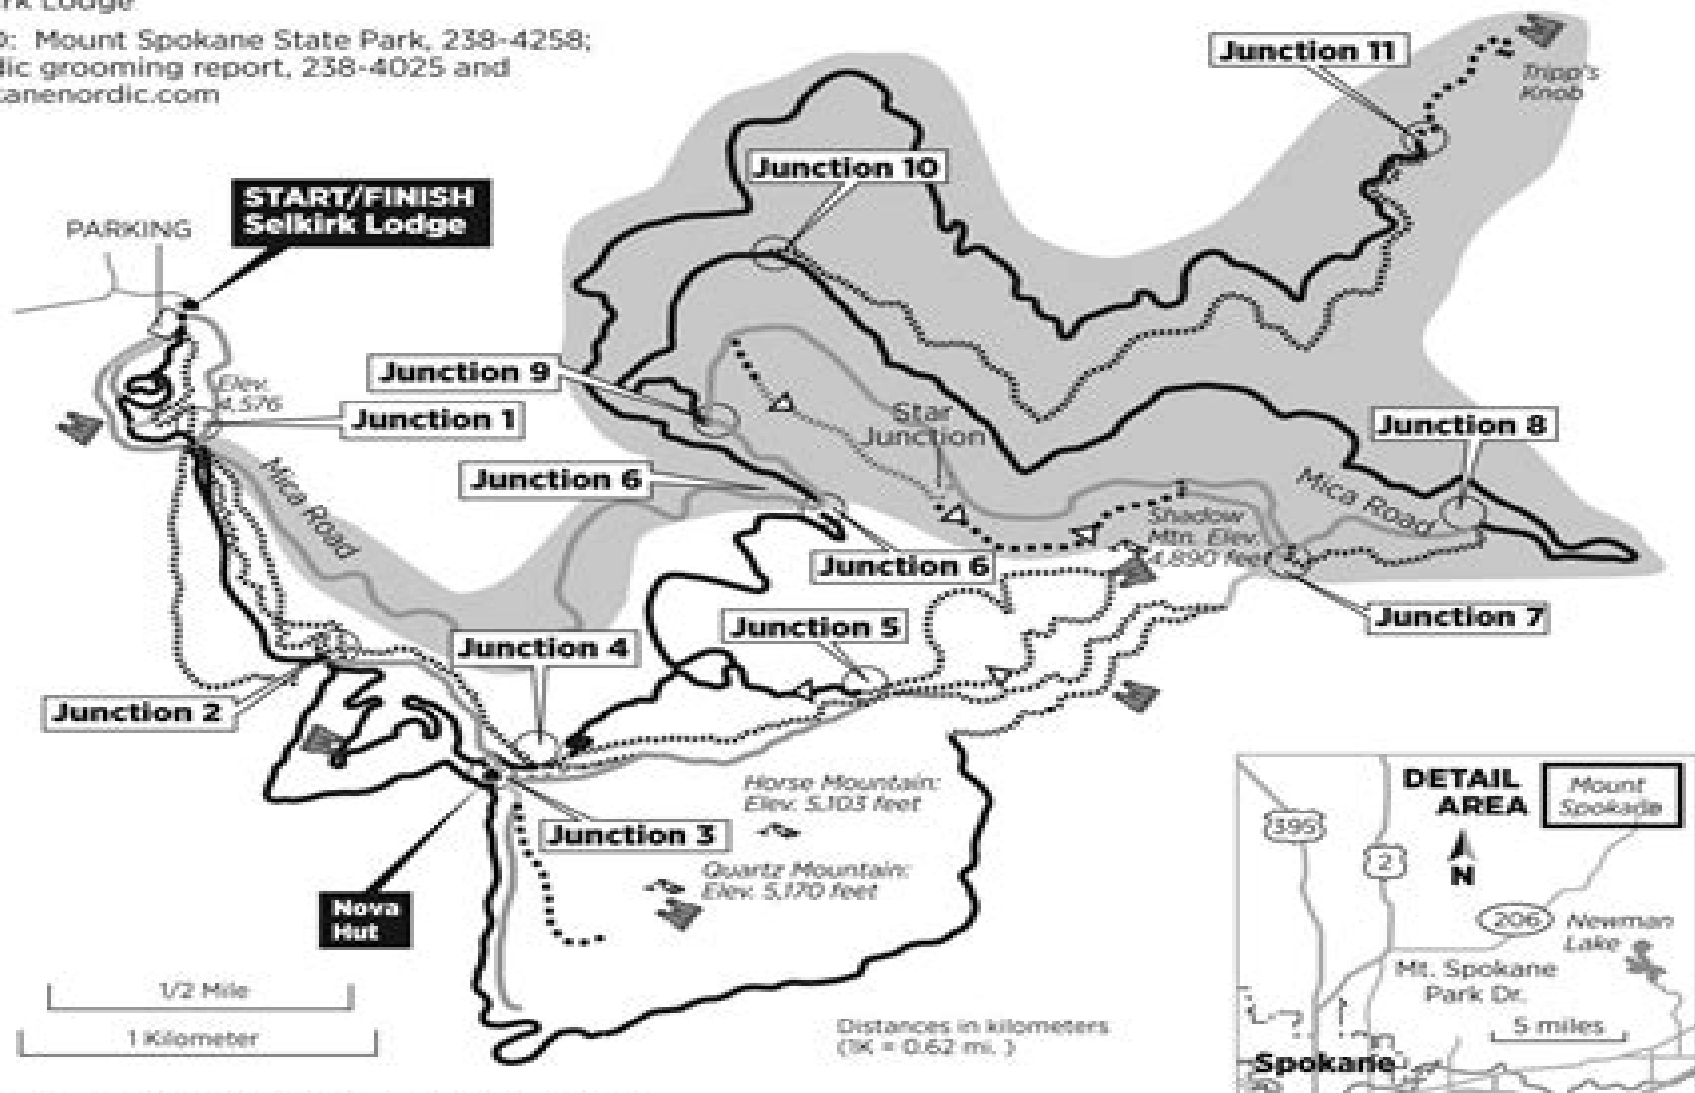 Lodge
Mount Spokane State Park, 238-4258;
grooming report, 238-4025 and
Junction 11
Tripp's
Knob
Junction 10
START/FINISH
Selkirk Lodge
PARKING
Junction 9
Elev.
4,576
Junction 1
Star
Junction
Junction 8
Junction 6
Mica Road
Mica Road
Shadow
Mtn. Elev.
4,890 feet
Junction 6
Junction 7
Junction 5
Junction 4
Junction 2
Horse Mountain:
Elev. 5,103 feet
Junction 3
Quartz Mountain:
Elev. 5,170 feet
Nova
Hut
DETAIL
AREA
Mount
Spokade
395
2
N
206
Newman
Lake
Mt. Spokane
Park Dr.
5 miles
Spokane
1/2 Mile
1 Kilometer
Distances in kilometers
(1K = 0.62 mi. )